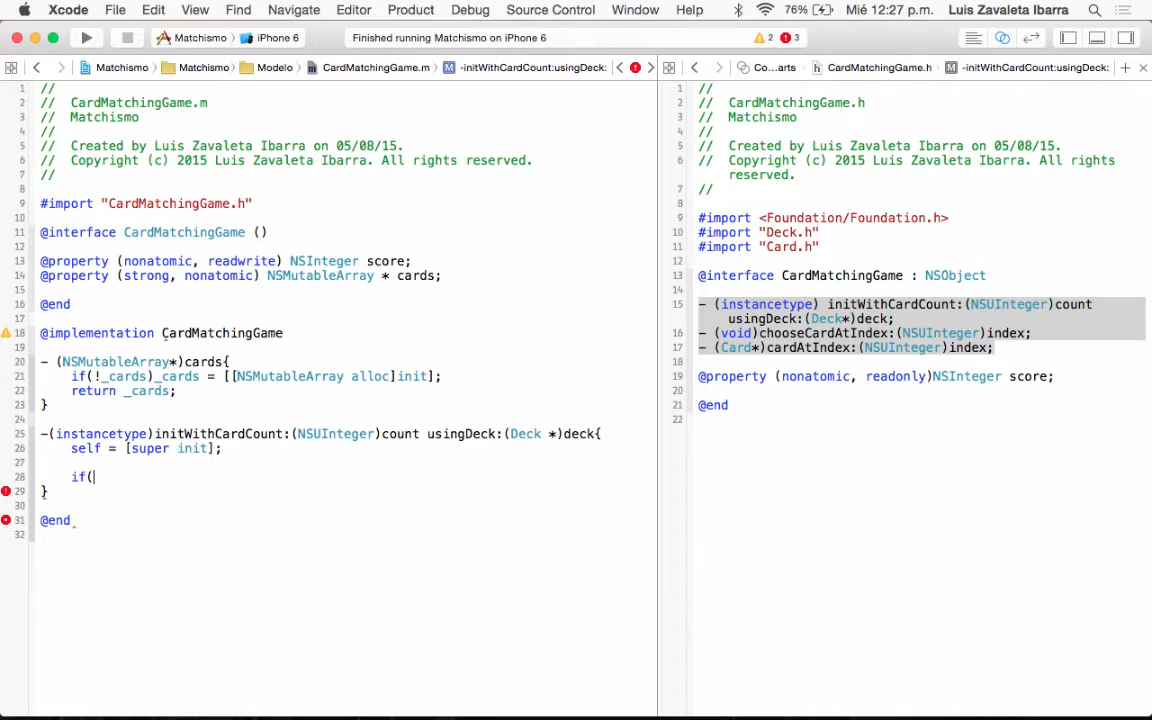 Xcode File Edit View Find Navigate Editor Product Debug Source Control Window Help 76% Mié 12:27 p.m. Luis Zavaleta Ibarra
Matchismo iPhone 6 Finished running Matchismo on iPhone 6 2 3
Matchismo Matchismo Modelo CardMatchingGame.m -initWithCardCount:usingDeck: Co...arts CardMatchingGame.h -initWithCardCount:usingDeck:
1 //
2 // CardMatchingGame.m
3 // Matchismo
4 //
5 // Created by Luis Zavaleta Ibarra on 05/08/15.
6 // Copyright (c) 2015 Luis Zavaleta Ibarra. All rights reserved.
7 //
8
9 #import "CardMatchingGame.h"
10
11 @interface CardMatchingGame ()
12
13 @property (nonatomic, readwrite) NSInteger score;
14 @property (strong, nonatomic) NSMutableArray * cards;
15
16 @end
17
18 @implementation CardMatchingGame
19
20 - (NSMutableArray*)cards{
21 if(!_cards)_cards = [[NSMutableArray alloc]init];
22 return _cards;
23 }
24
25 -(instancetype)initWithCardCount:(NSUInteger)count usingDeck:(Deck *)deck{
26 self = [super init];
27
28 if(
29 }
30
31 @end
32
1 //
2 // CardMatchingGame.h
3 // Matchismo
4 //
5 // Created by Luis Zavaleta Ibarra on 05/08/15.
6 // Copyright (c) 2015 Luis Zavaleta Ibarra. All rights
reserved.
7 //
8
9 #import <Foundation/Foundation.h>
10 #import "Deck.h"
11 #import "Card.h"
12
13 @interface CardMatchingGame : NSObject
14
15 - (instancetype) initWithCardCount:(NSUInteger)count
usingDeck:(Deck*)deck;
16 - (void)chooseCardAtIndex:(NSUInteger)index;
17 - (Card*)cardAtIndex:(NSUInteger)index;
18
19 @property (nonatomic, readonly)NSInteger score;
20
21 @end
22